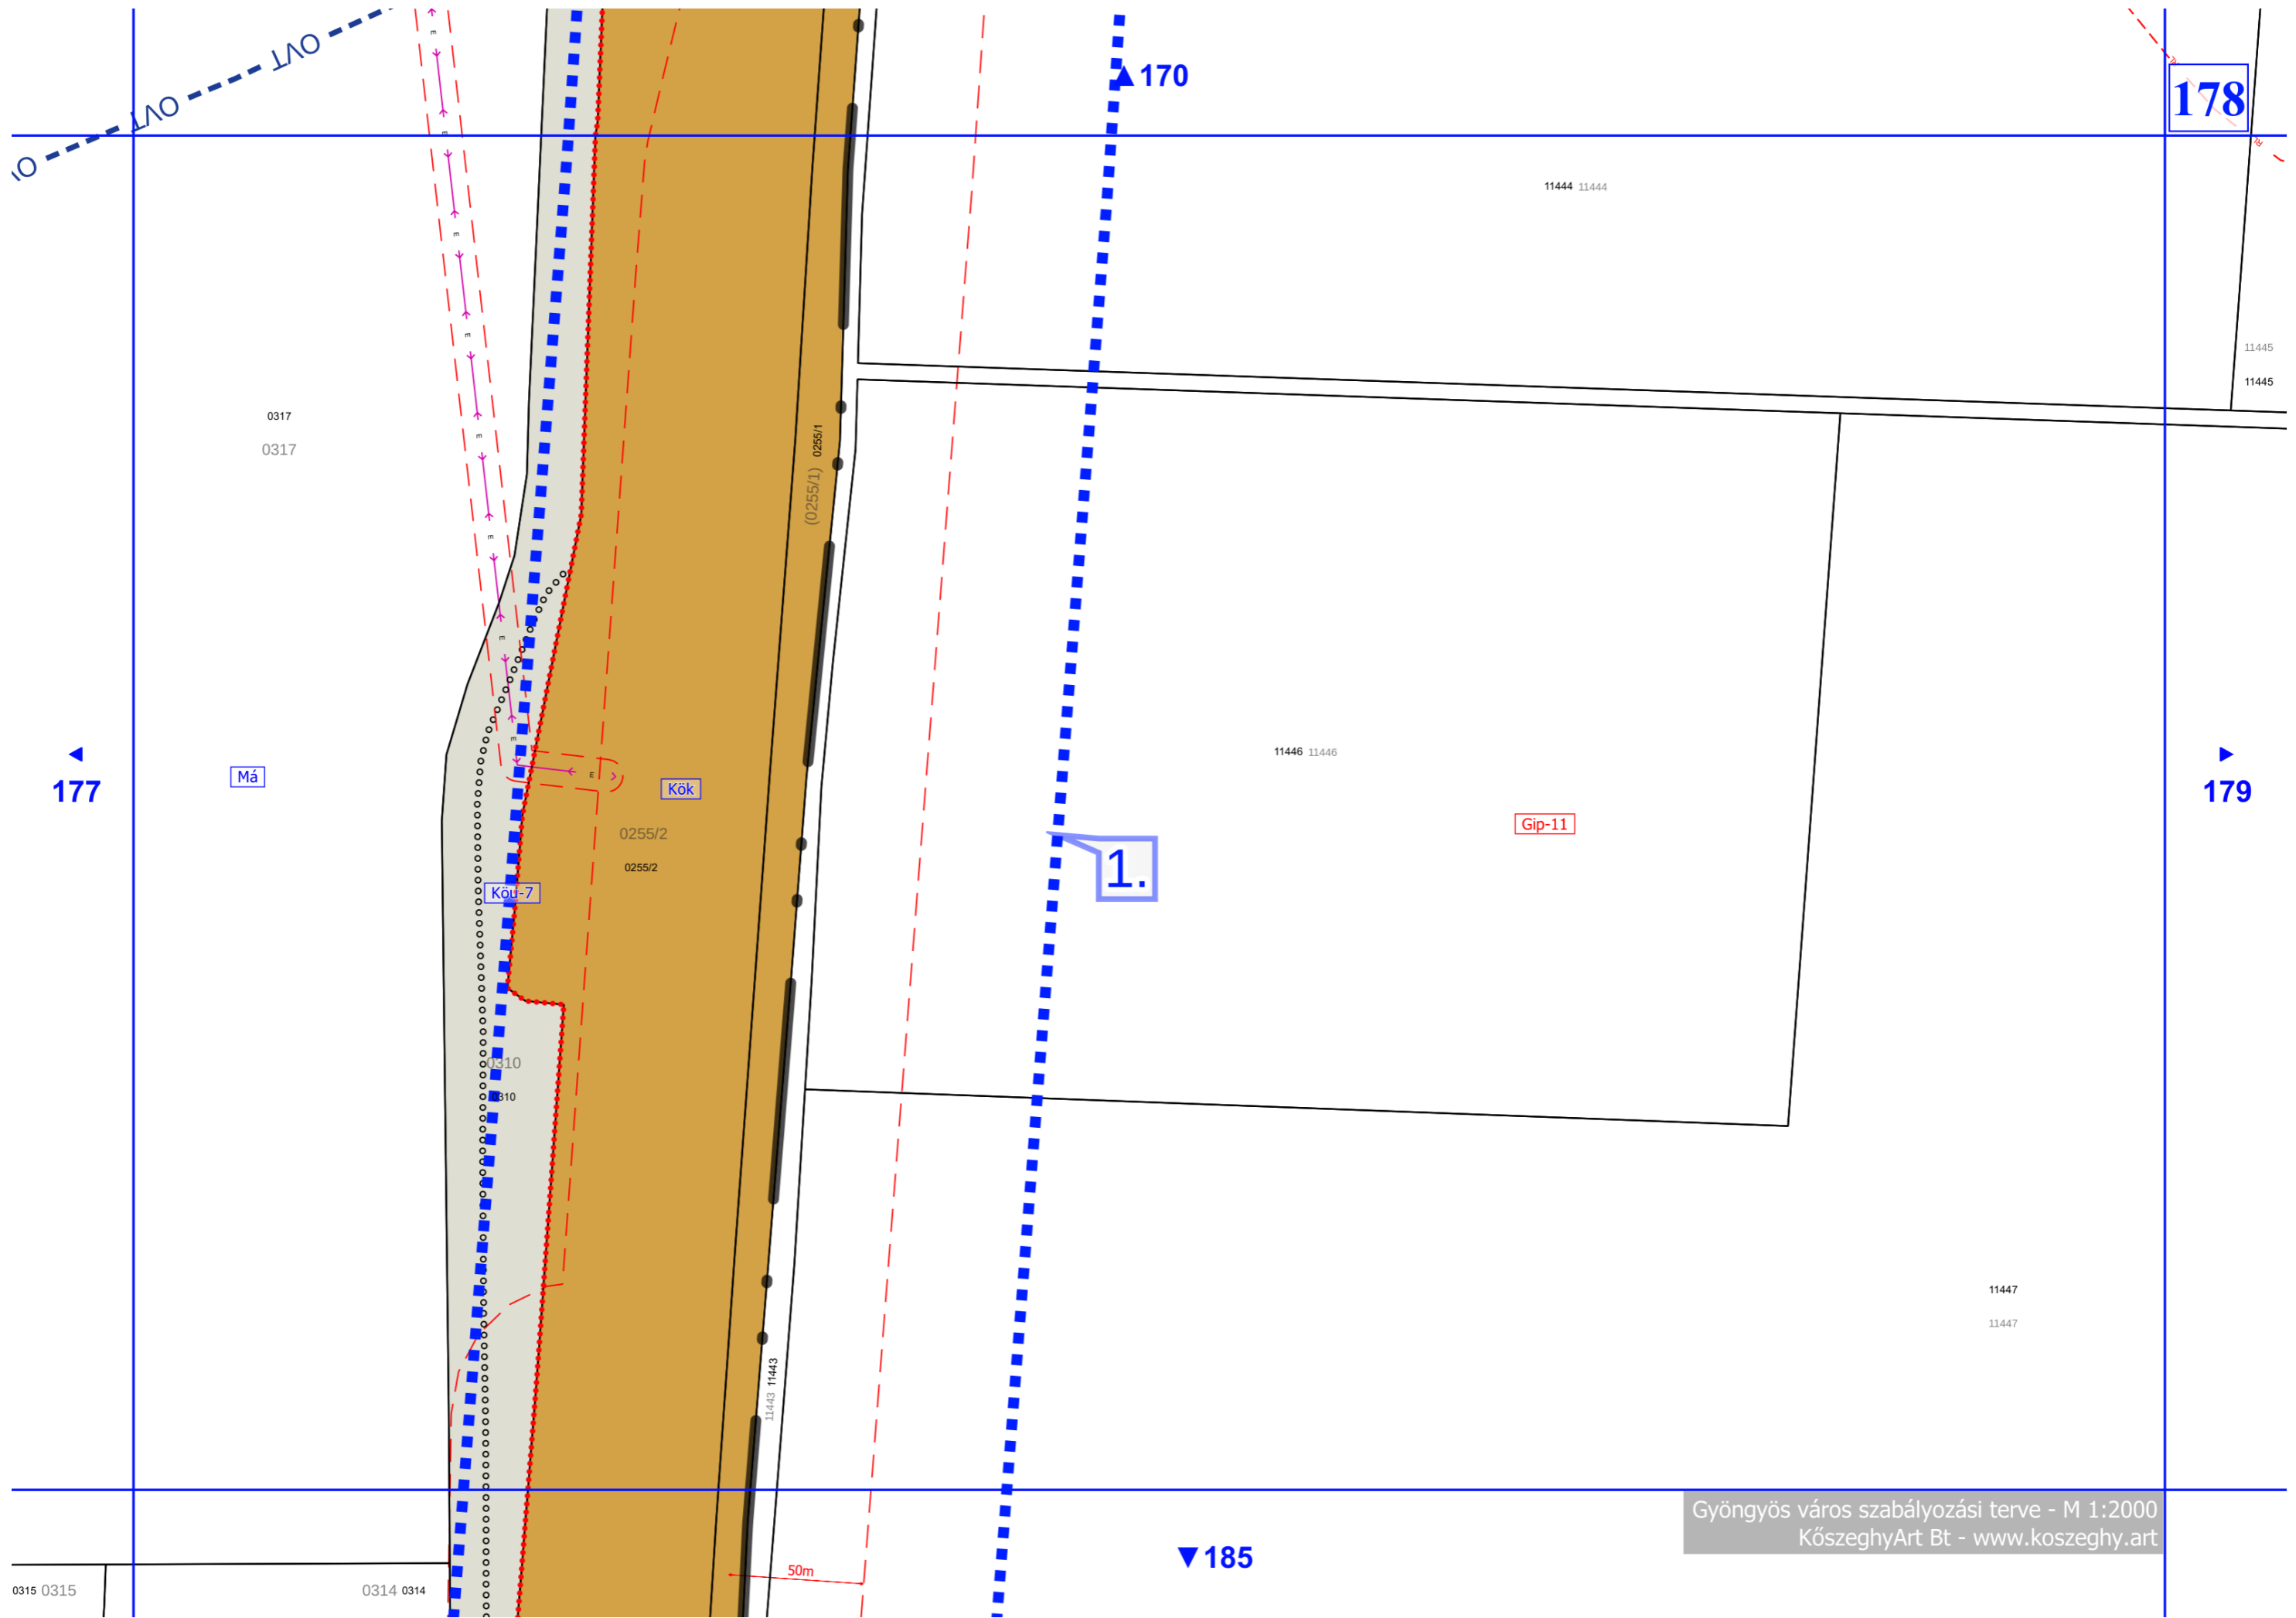 OVT
▲170
178
OVT
11444 11444
11445
11445
0317
0317
0255/1
(0255/1)
11446 11446
◄
177
Má
Kök
►
179
0255/2
0255/2
Gip-11
1.
Köu-7
0310
0310
11447
11447
11443
11443
Gyöngyös város szabályozási terve - M 1:2000
KőszeghyArt Bt - www.koszeghy.art
▼185
50m
0315 0315
0314 0314